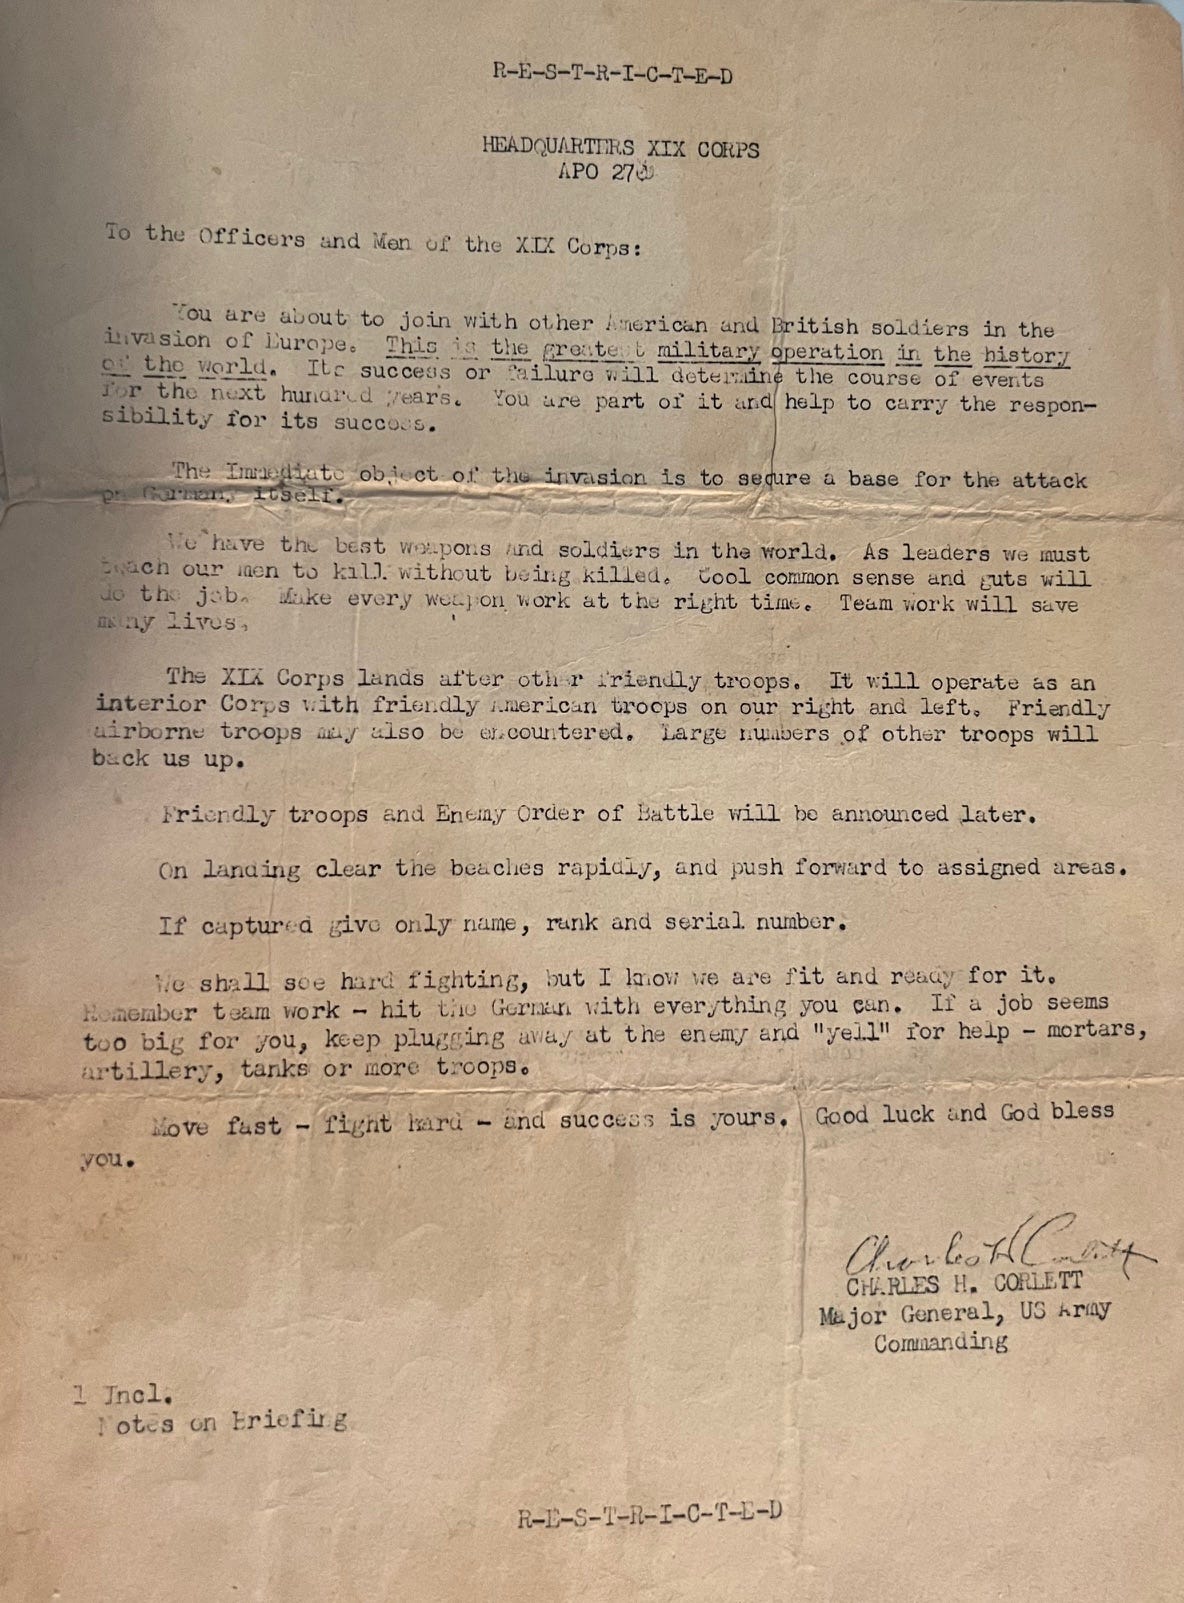 R-E-S-T-R-I-C-T-E-D
HEADQUARTERS XIX CORPS
APO 270
To the Officers and Men of the XIX Corps:
You are about to join with other American and British soldiers in the
invasion of Europe. This is the greatest military operation in the history
of the world. Its success or failure will determine the course of events
for the next hundred years. You are part of it and help to carry the respon-
sibility for its success.
The Immediate object of the invasion is to secure a base for the attack
on Germany itself.
We have the best weapons and soldiers in the world. As leaders we must
teach our men to kill without being killed. Cool common sense and guts will
do the job. Make every weapon work at the right time. Team work will save
many lives.
The XIX Corps lands after other friendly troops. It will operate as an
interior Corps with friendly American troops on our right and left. Friendly
airborne troops may also be encountered. Large numbers of other troops will
back us up.
Friendly troops and Enemy Order of Battle will be announced later.
On landing clear the beaches rapidly, and push forward to assigned areas.
If captured give only name, rank and serial number.
We shall see hard fighting, but I know we are fit and ready for it.
Remember team work - hit the German with everything you can. If a job seems
too big for you, keep plugging away at the enemy and "yell" for help - mortars,
artillery, tanks or more troops.
Move fast - fight hard - and success is yours. Good luck and God bless
you.
Charles H Corlett
CHARLES H. CORLETT
Major General, US Army
Commanding
1 Incl.
Notes on Briefing
R-E-S-T-R-I-C-T-E-D